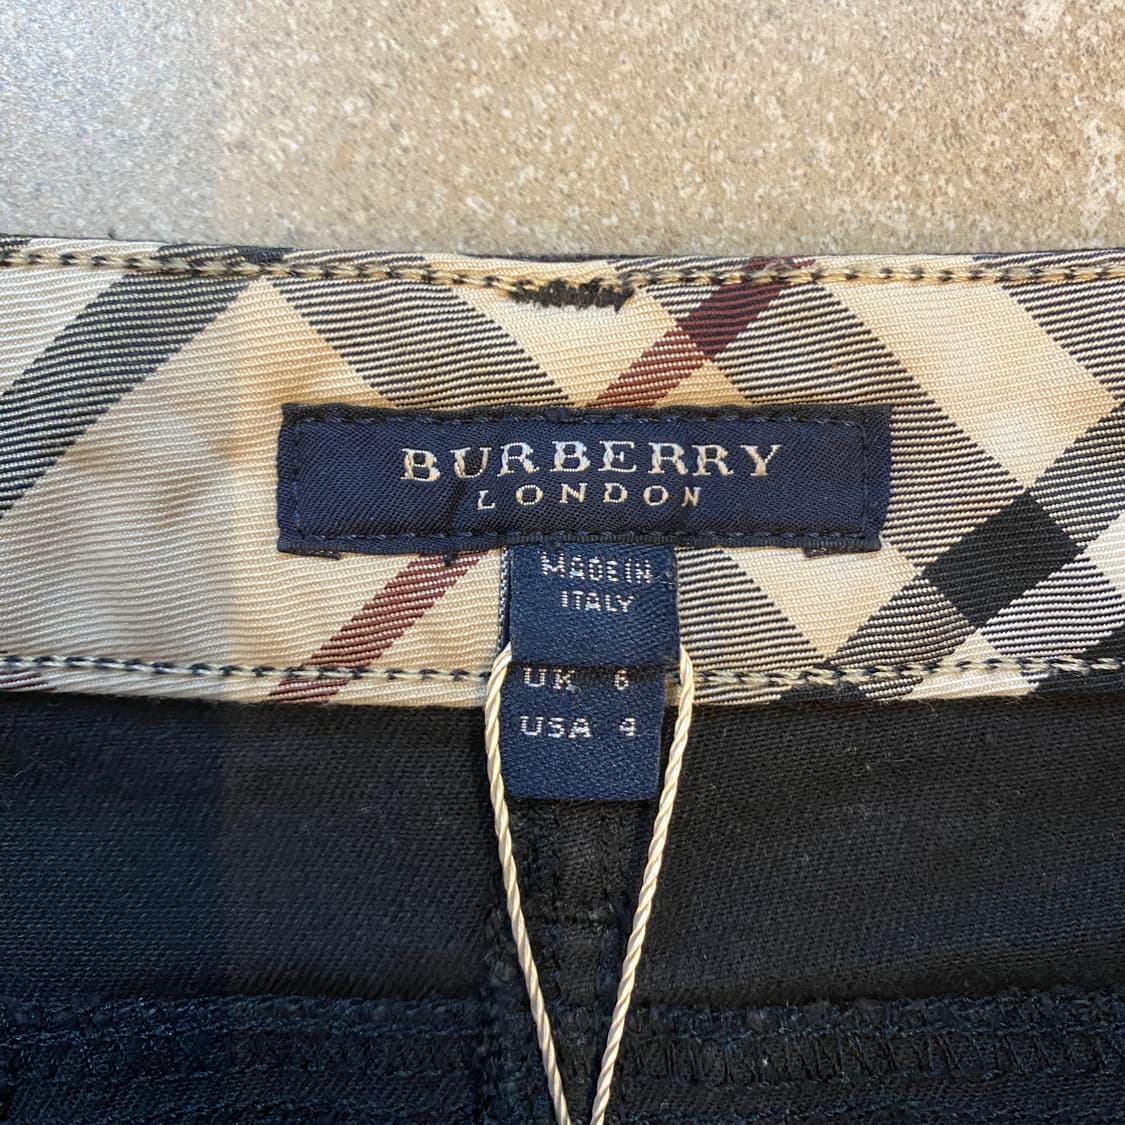 BURBERRY
LONDON
MADE IN
ITALY
UK 6
USA 4